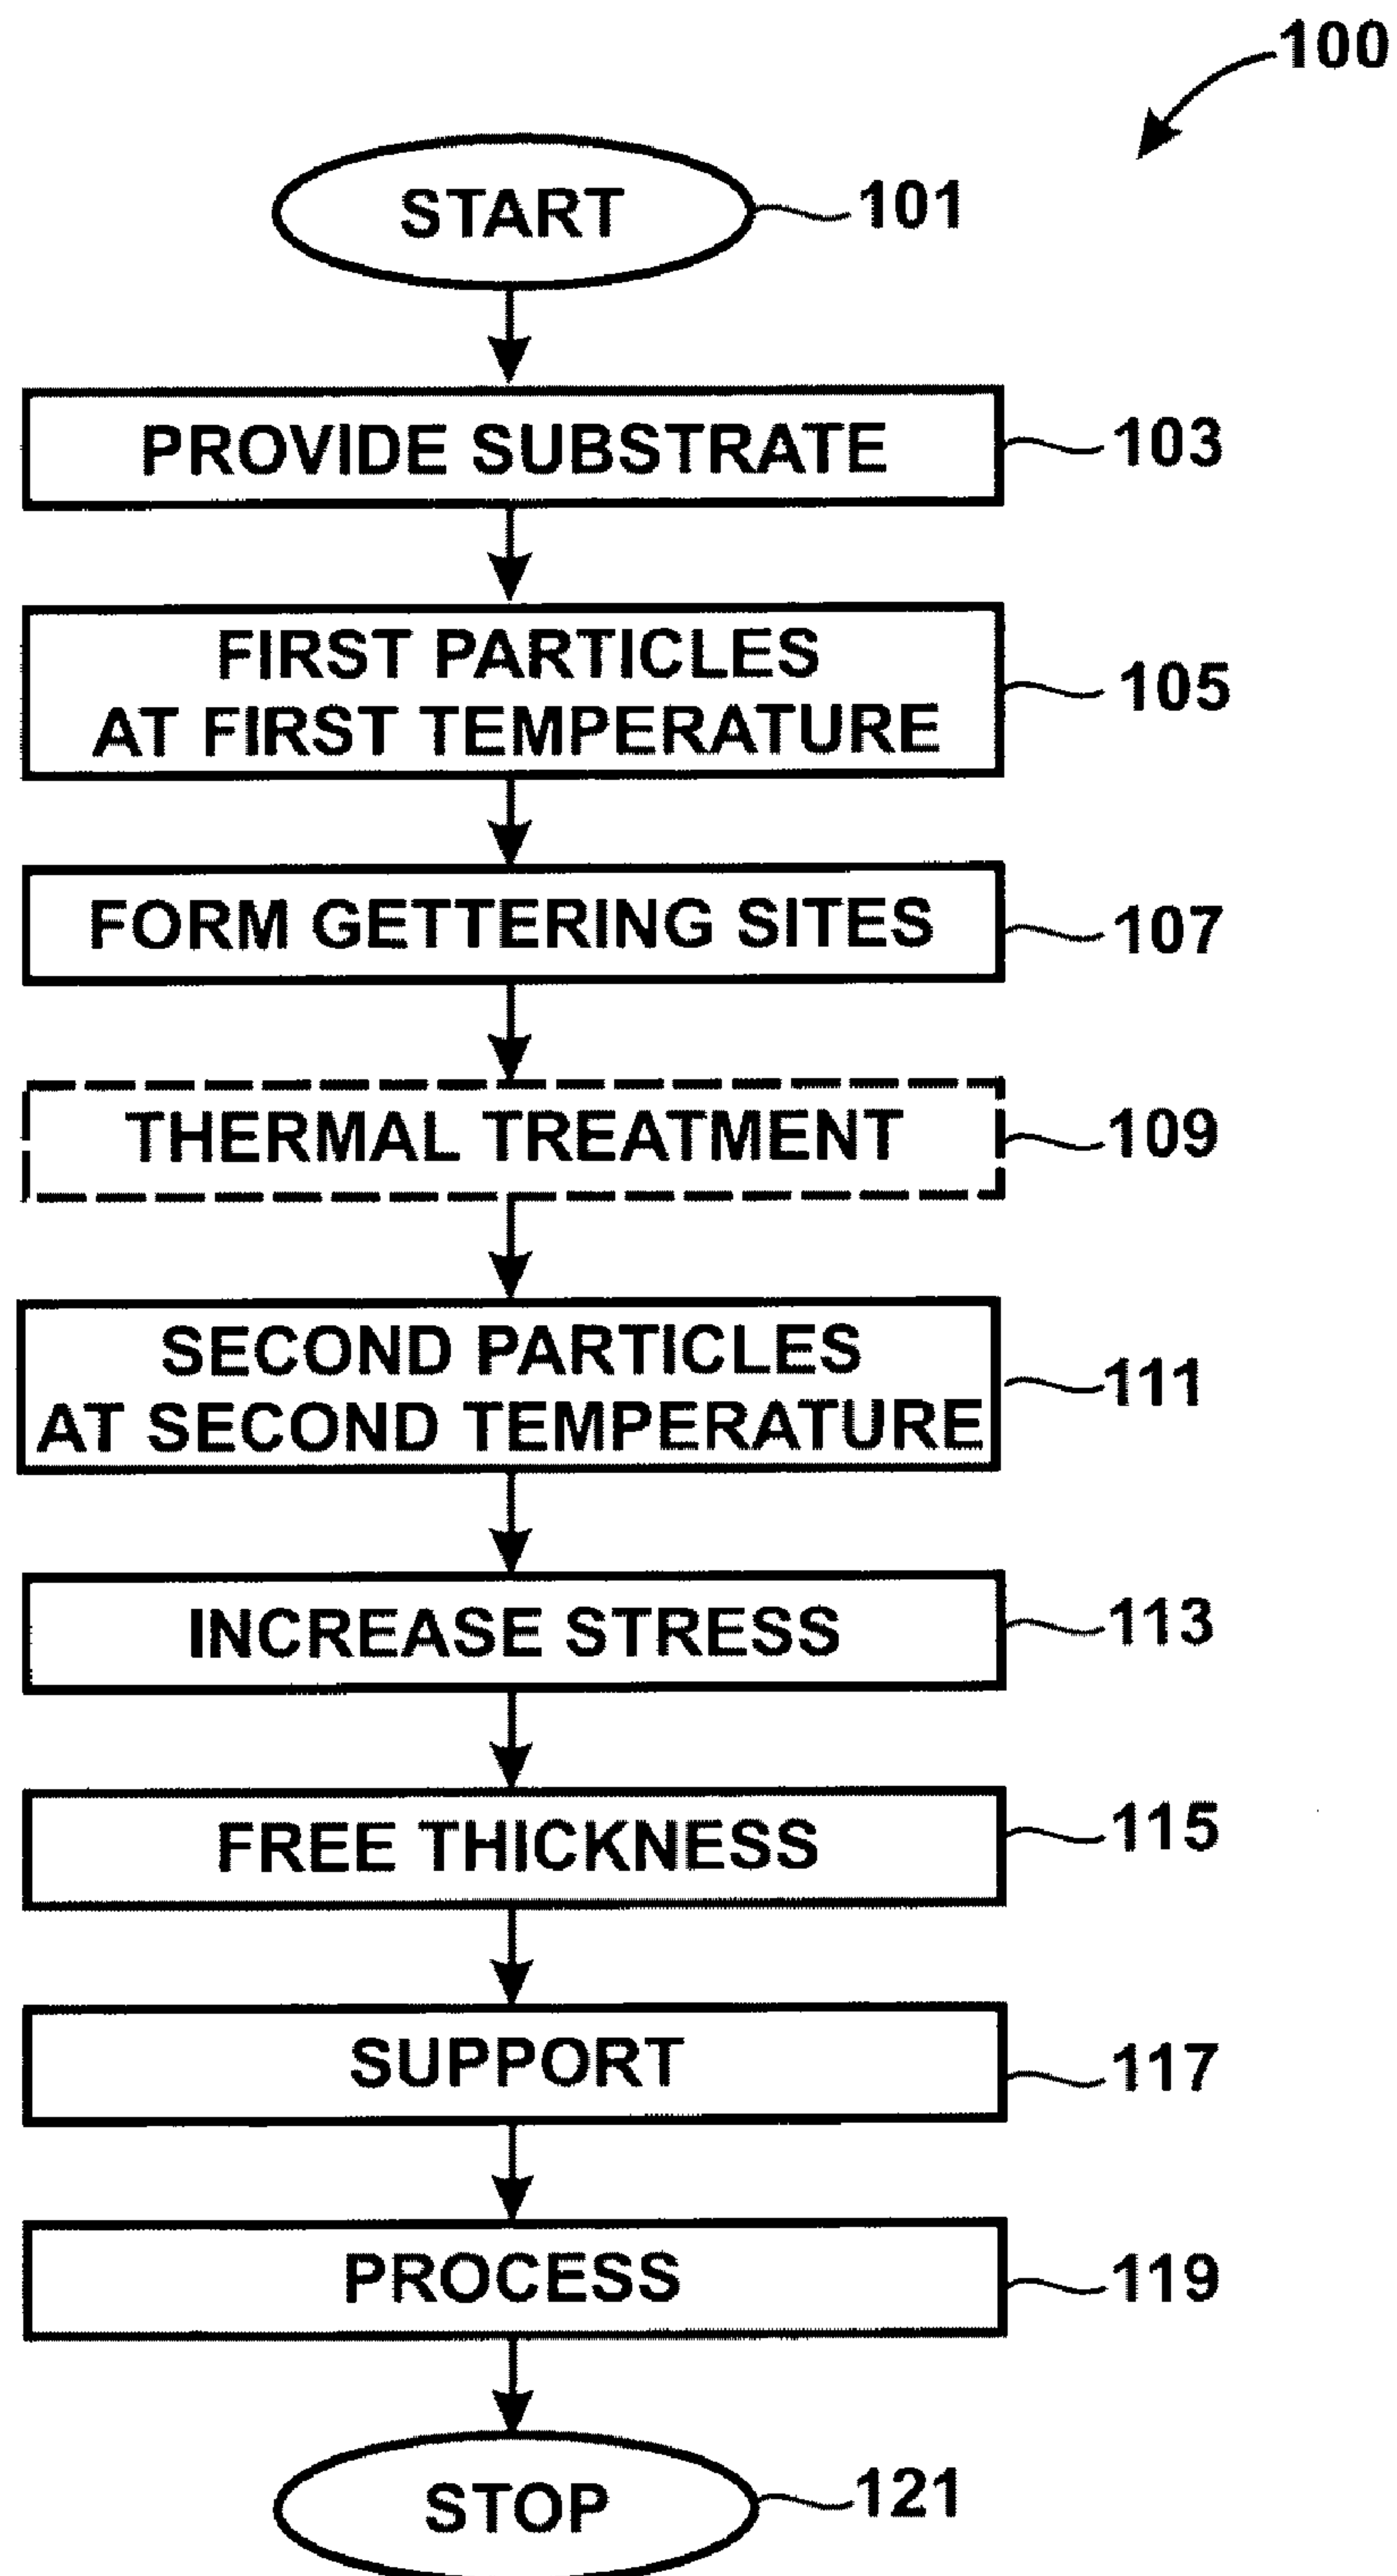 100
START
101
PROVIDE SUBSTRATE
103
FIRST PARTICLES
AT FIRST TEMPERATURE
105
FORM GETTERING SITES
107
THERMAL TREATMENT
109
SECOND PARTICLES
AT SECOND TEMPERATURE
111
INCREASE STRESS
113
FREE THICKNESS
115
SUPPORT
117
PROCESS
119
STOP
121